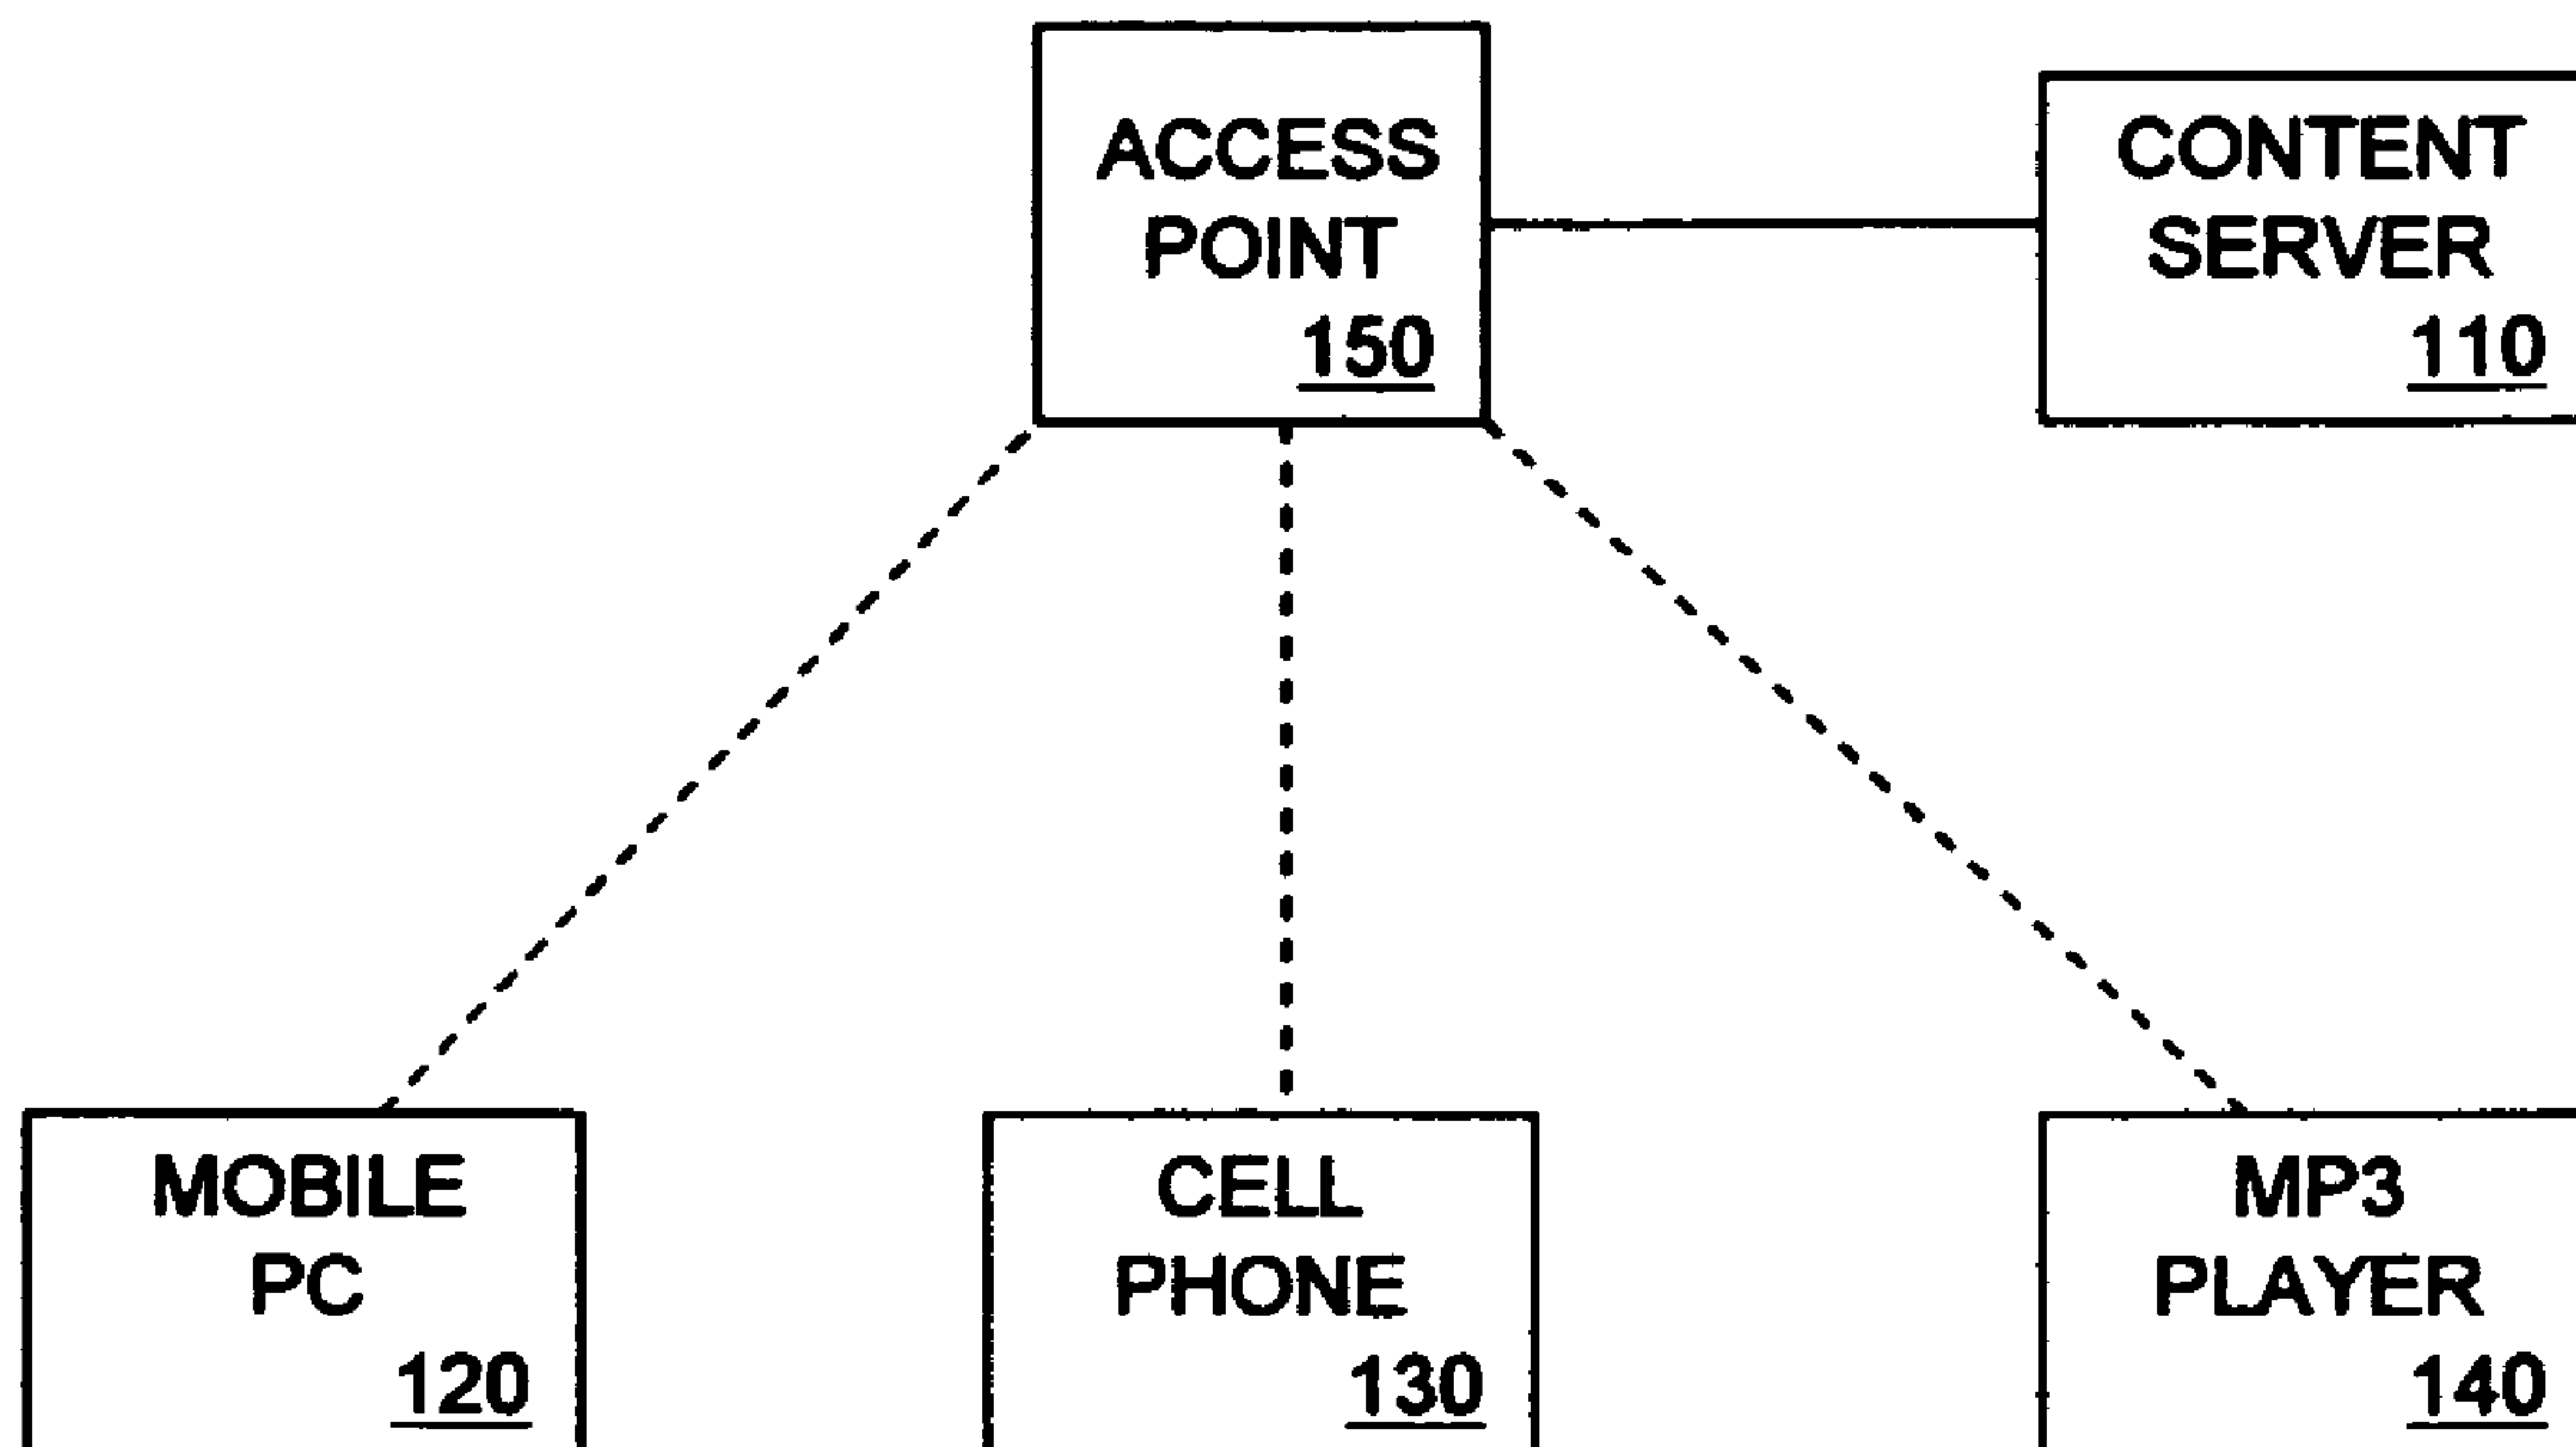 ACCESS
POINT
150
CONTENT
SERVER
110
MOBILE
PC
120
CELL
PHONE
130
MP3
PLAYER
140